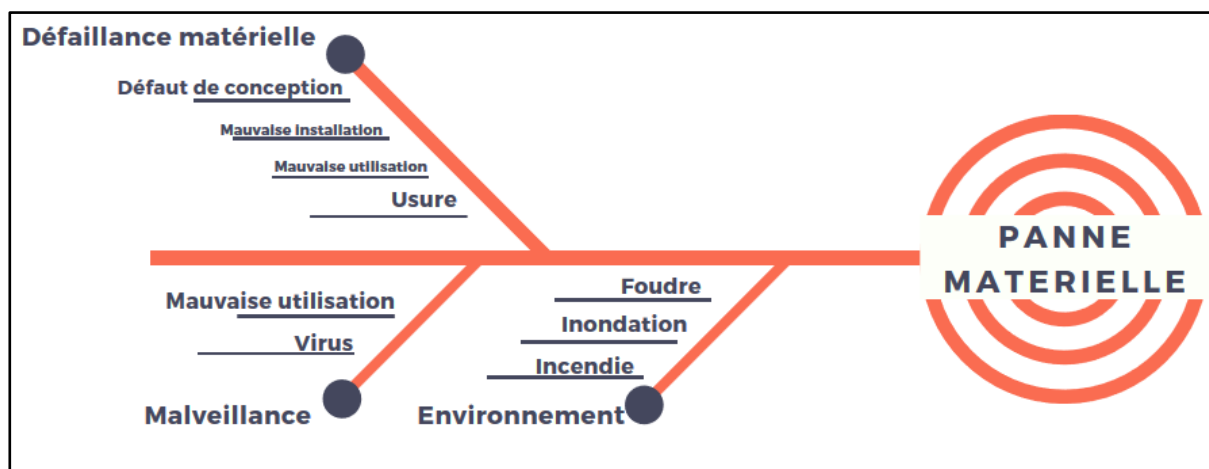 Défaillance matérielle
Défaut de conception
Mauvaise installation
Mauvaise utilisation
Usure
PANNE
MATERIELLE
Mauvaise utilisation
Virus
Malveillance
Foudre
Inondation
Incendie
Environnement